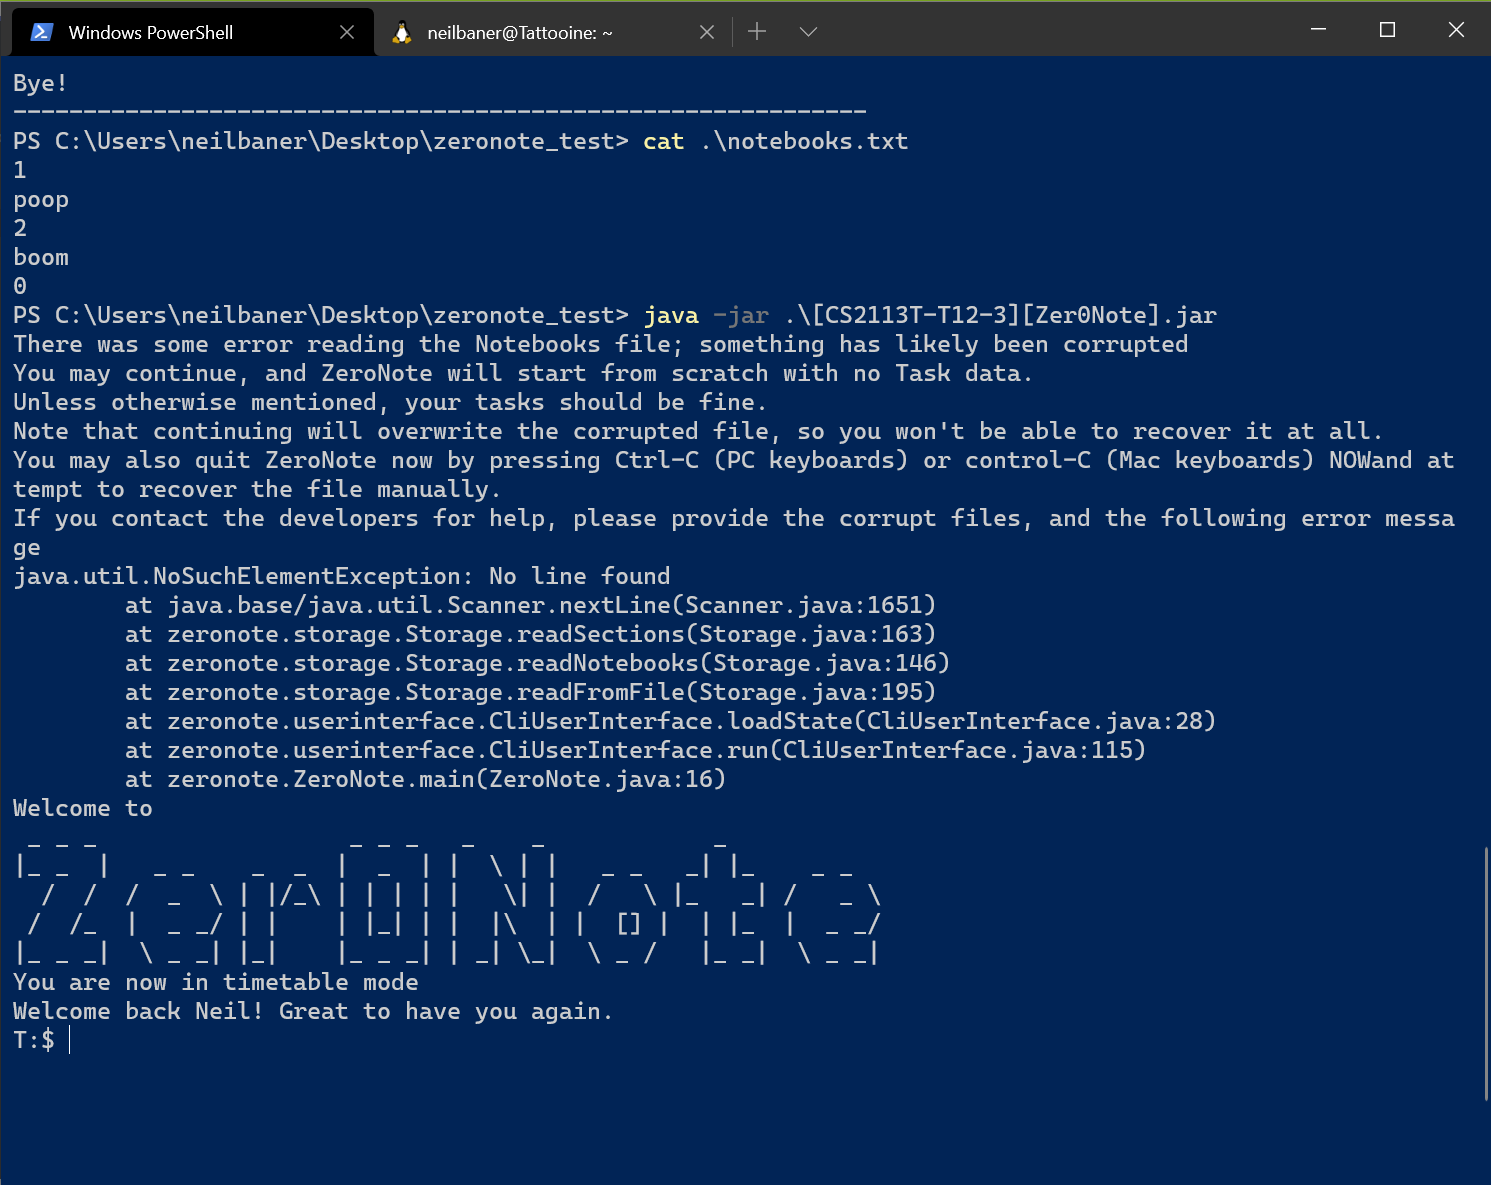 Windows PowerShell
neilbaner@Tattooine: ~
Bye!
-------------------------------------------------------------
PS C:\Users\neilbaner\Desktop\zeronote_test> cat .\notebooks.txt
1
poop
2
boom
0
PS C:\Users\neilbaner\Desktop\zeronote_test> java -jar .\[CS2113T-T12-3][Zer0Note].jar
There was some error reading the Notebooks file; something has likely been corrupted
You may continue, and ZeroNote will start from scratch with no Task data.
Unless otherwise mentioned, your tasks should be fine.
Note that continuing will overwrite the corrupted file, so you won't be able to recover it at all.
You may also quit ZeroNote now by pressing Ctrl-C (PC keyboards) or control-C (Mac keyboards) NOWand at
tempt to recover the file manually.
If you contact the developers for help, please provide the corrupt files, and the following error messa
ge
java.util.NoSuchElementException: No line found
        at java.base/java.util.Scanner.nextLine(Scanner.java:1651)
        at zeronote.storage.Storage.readSections(Storage.java:163)
        at zeronote.storage.Storage.readNotebooks(Storage.java:146)
        at zeronote.storage.Storage.readFromFile(Storage.java:195)
        at zeronote.userinterface.CliUserInterface.loadState(CliUserInterface.java:28)
        at zeronote.userinterface.CliUserInterface.run(CliUserInterface.java:115)
        at zeronote.ZeroNote.main(ZeroNote.java:16)
Welcome to
Zer0Note
You are now in timetable mode
Welcome back Neil! Great to have you again.
T:$